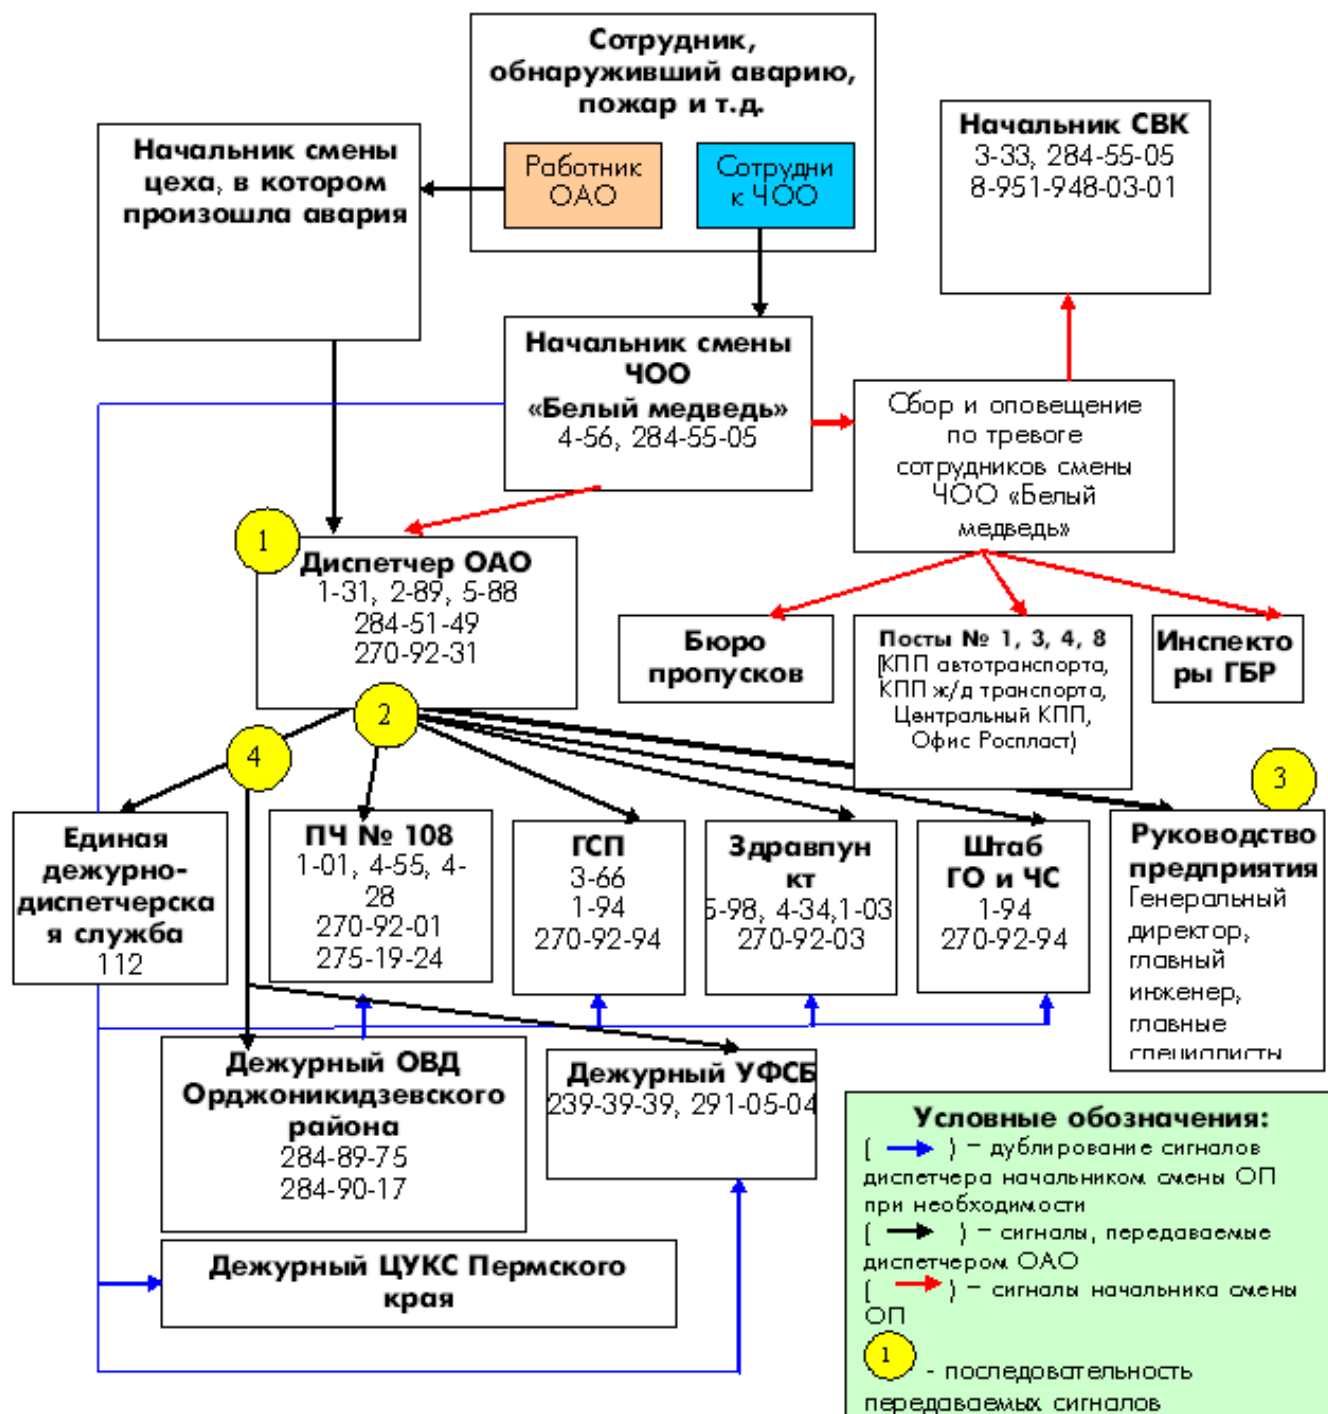 Сотрудник,
обнаруживший аварию,
пожар и т.д.
Работник
ОАО
Сотрудни
к ЧОО
Начальник смены
цеха, в котором
произошла авария
Начальник СВК
3-33, 284-55-05
8-951-948-03-01
Начальник смены
ЧОО
«Белый медведь»
4-56, 284-55-05
Сбор и оповещение
по тревоге
сотрудников смены
ЧОО «Белый
медведь»
1
Диспетчер ОАО
1-31, 2-89, 5-88
284-51-49
270-92-31
Бюро
пропусков
Посты № 1, 3, 4, 8
(КПП автотранспорта,
КПП ж/д транспорта,
Центральный КПП,
Офис Роспласт)
Инспекто
ры ГБР
2
4
3
Единая
дежурно-
диспетчерска
я служба
112
ПЧ № 108
1-01, 4-55, 4-
28
270-92-01
275-19-24
ГСП
3-66
1-94
270-92-94
Здравпун
кт
5-98, 4-34,1-03
270-92-03
Штаб
ГО и ЧС
1-94
270-92-94
Руководство
предприятия
Генеральный
директор,
главный
инженер,
главные
специалисты
Дежурный ОВД
Орджоникидзевского
района
284-89-75
284-90-17
Дежурный УФСБ
239-39-39, 291-05-04
Дежурный ЦУКС Пермского
края
Условные обозначения:
( ) – дублирование сигналов
диспетчера начальником смены ОП
при необходимости
( ) – сигналы, передаваемые
диспетчером ОАО
( ) – сигналы начальника смены
ОП
1 - последовательность
передаваемых сигналов